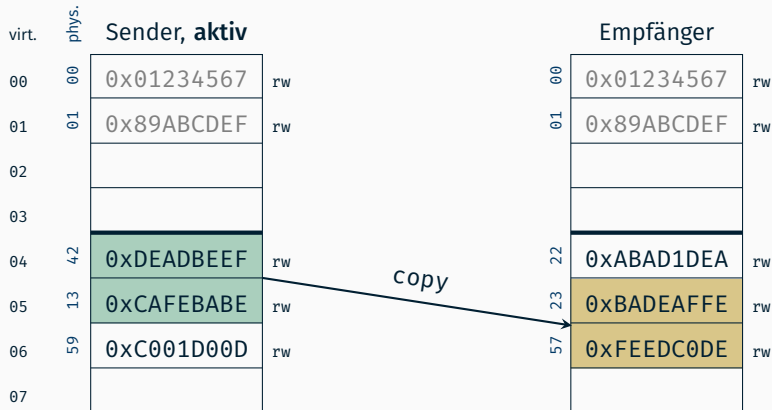 virt. phys. Sender, aktiv Empfänger
00 00 0x01234567 rw 00 0x01234567 rw
01 01 0x89ABCDEF rw 01 0x89ABCDEF rw
02
03
04 42 0xDEADBEEF rw 22 0xABAD1DEA rw
copy
05 13 0xCAFEBABE rw 23 0xBADEAFFE rw
06 59 0xC001D00D rw 57 0xFEEDC0DE rw
07